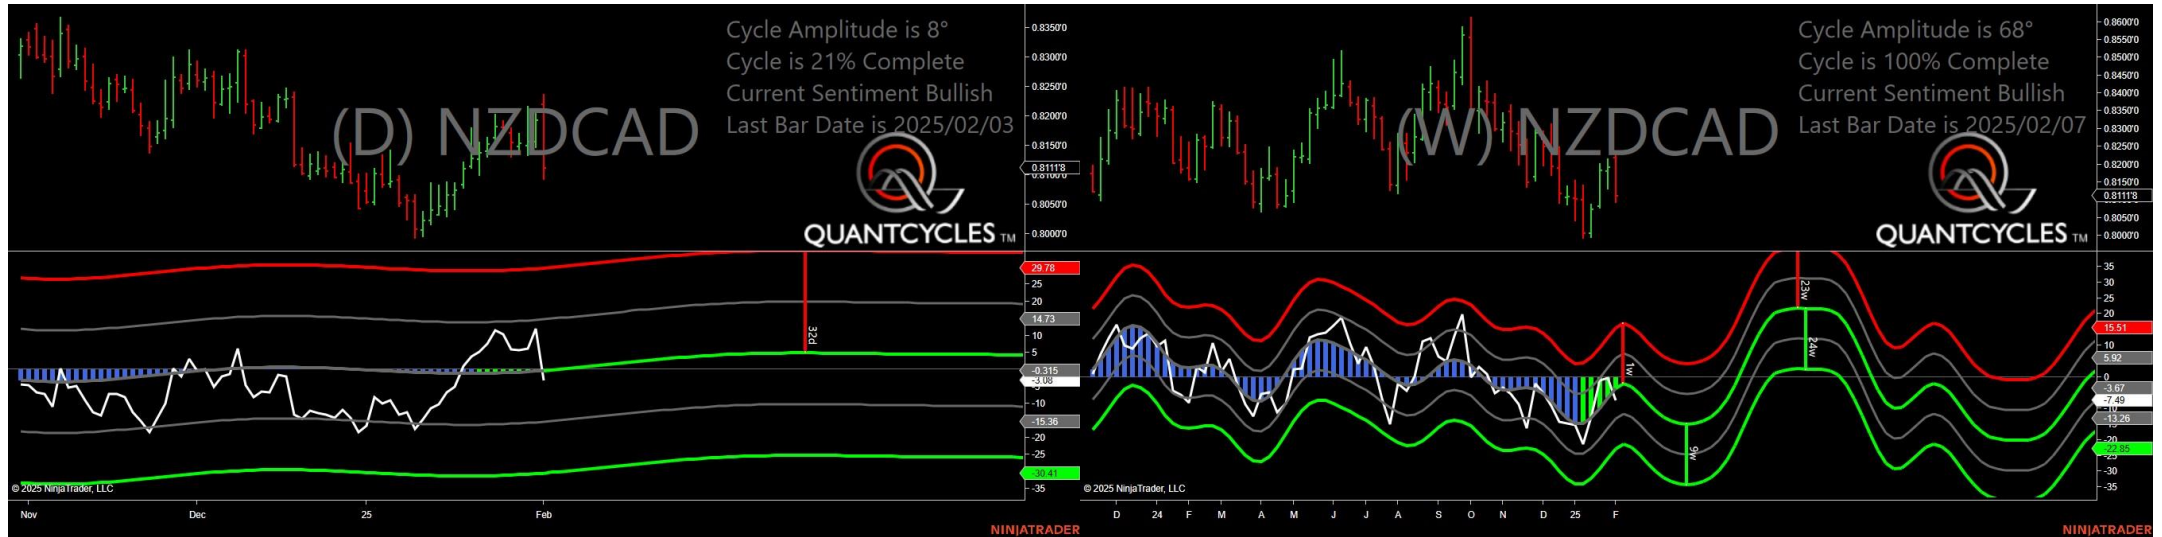 Cycle Amplitude is 8°
Cycle is 21% Complete
Current Sentiment Bullish
Last Bar Date is 2025/02/03
(D) NZDCAD
QUANTCYCLES TM
0.8350'0
0.8300'0
0.8250'0
0.8200'0
0.8150'0
0.8111'8
0.8100'0
0.8050'0
0.8000'0
32d
29.78
25
20
14.73
10
5
-0.315
-3.08
-10
-15.36
-20
-25
-30.41
-35
© 2025 NinjaTrader, LLC
Nov Dec 25 Feb
NINJATRADER
Cycle Amplitude is 68°
Cycle is 100% Complete
Current Sentiment Bullish
Last Bar Date is 2025/02/07
(W) NZDCAD
QUANTCYCLES TM
0.8600'0
0.8550'0
0.8500'0
0.8450'0
0.8400'0
0.8350'0
0.8300'0
0.8250'0
0.8200'0
0.8150'0
0.8111'8
0.8050'0
0.8000'0
1w
9w
23w
24w
35
30
25
20
15.51
10
5.92
0
-3.67
-7.49
-10
-13.26
-20
-22.85
-25
-30
-35
© 2025 NinjaTrader, LLC
D 24 F M A M J J A S O N D 25 F
NINJATRADER